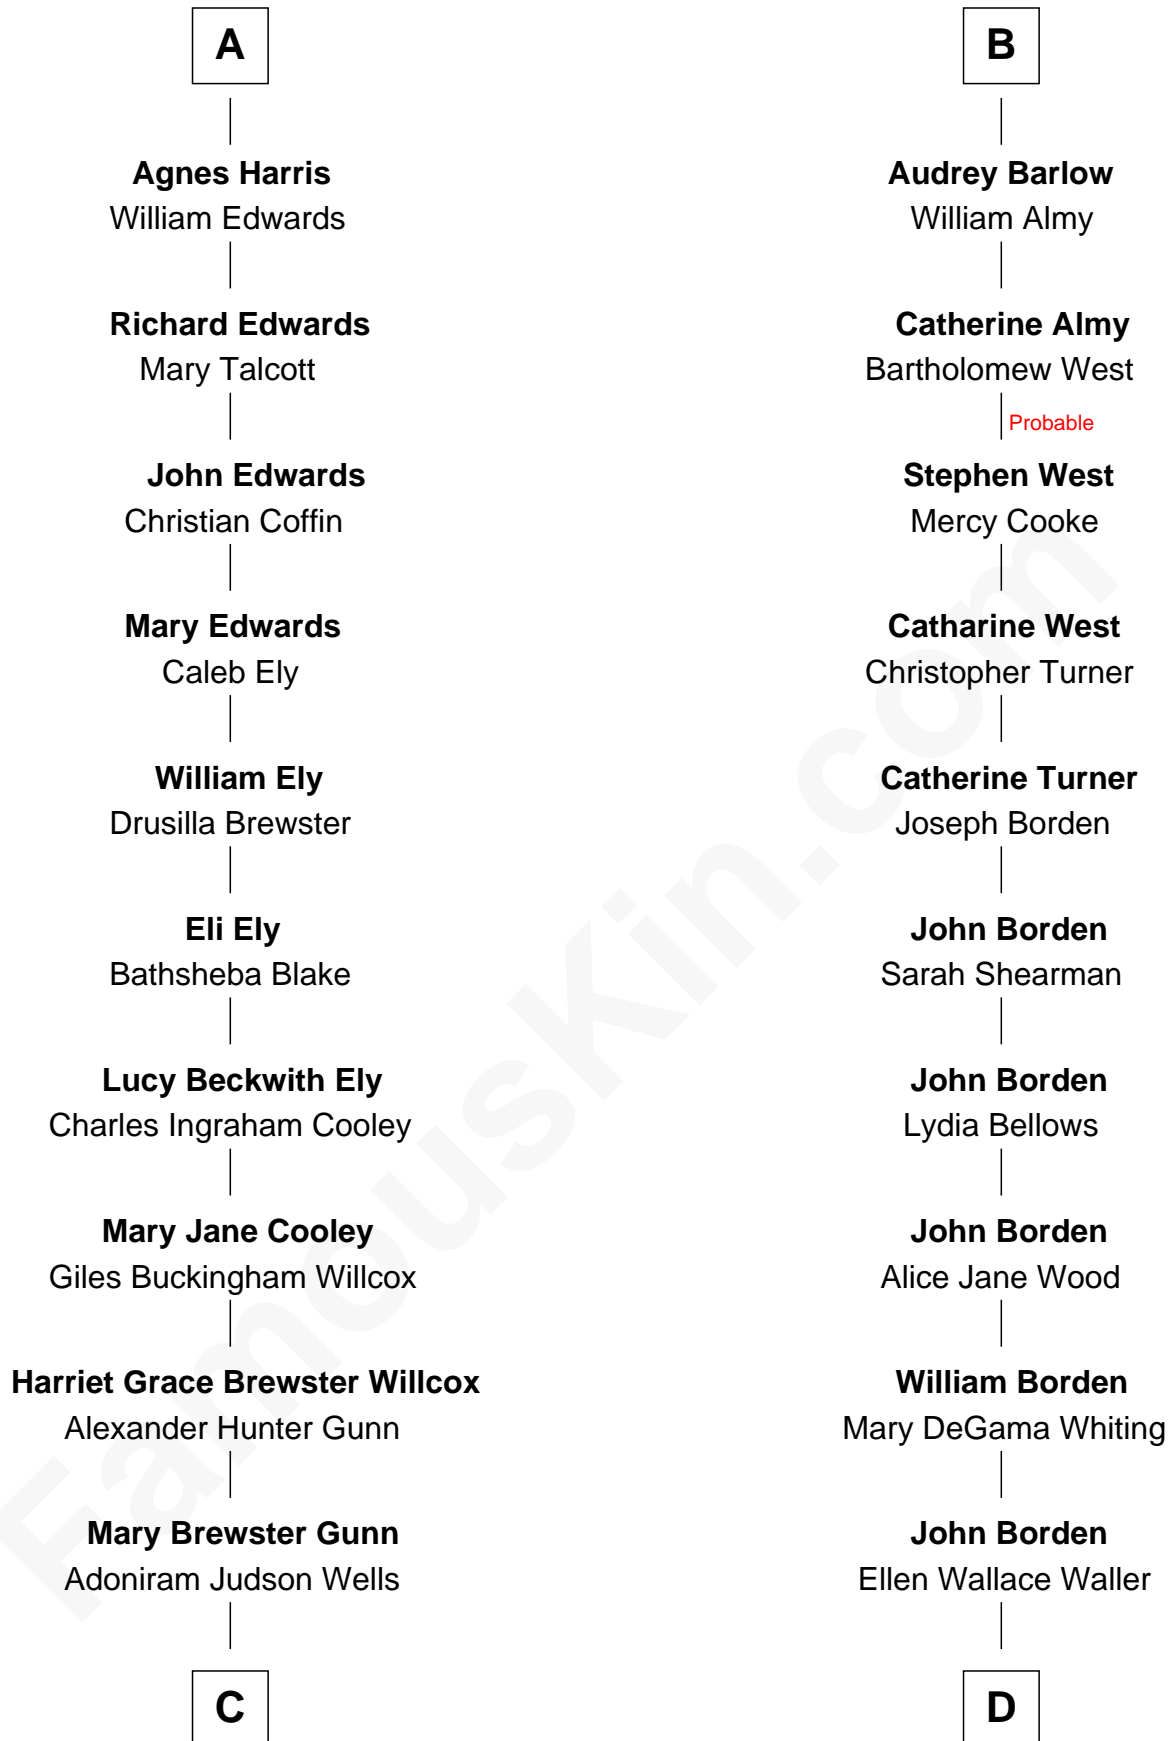 A
Agnes Harris
William Edwards
Richard Edwards
Mary Talcott
John Edwards
Christian Coffin
Mary Edwards
Caleb Ely
William Ely
Drusilla Brewster
Eli Ely
Bathsheba Blake
Lucy Beckwith Ely
Charles Ingraham Cooley
Mary Jane Cooley
Giles Buckingham Willcox
Harriet Grace Brewster Willcox
Alexander Hunter Gunn
Mary Brewster Gunn
Adoniram Judson Wells
C
B
Audrey Barlow
William Almy
Catherine Almy
Bartholomew West
Probable
Stephen West
Mercy Cooke
Catharine West
Christopher Turner
Catherine Turner
Joseph Borden
John Borden
Sarah Shearman
John Borden
Lydia Bellows
John Borden
Alice Jane Wood
William Borden
Mary DeGama Whiting
John Borden
Ellen Wallace Waller
D
FamousKin.com